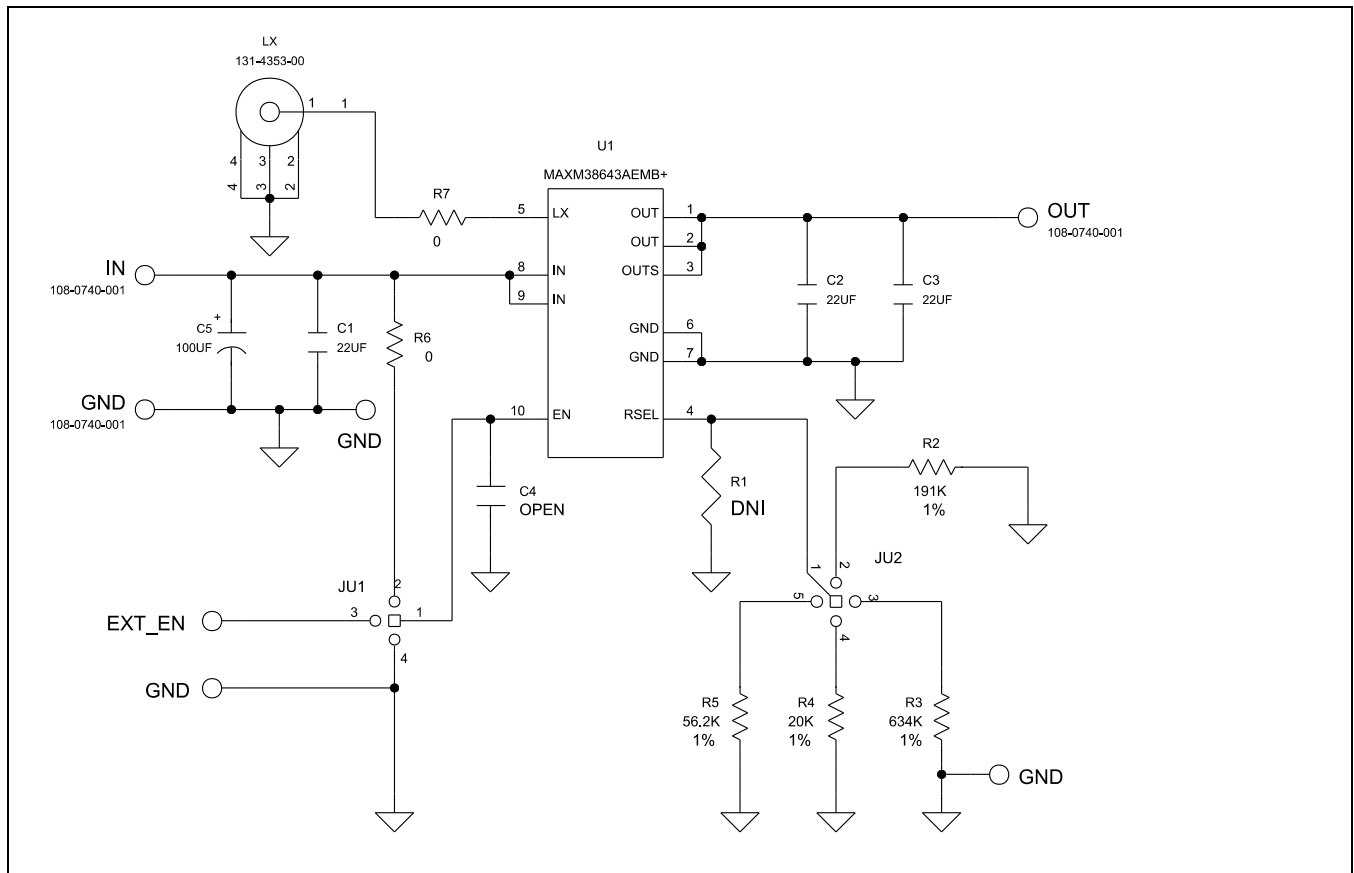 LX
131-4353-00
1 1
4 3 2
4 3 2
R7
0
U1
MAXM38643AEMB+
5 LX
8 IN
9 IN
10 EN
OUT 1
OUT 2
OUTS 3
GND 6
GND 7
RSEL 4
OUT
108-0740-001
C2
22UF
C3
22UF
IN
108-0740-001
+
C5
100UF
C1
22UF
R6
0
GND
108-0740-001
GND
C4
OPEN
R1
DNI
R2
191K
1%
JU1
2
3
1
4
EXT_EN
GND
JU2
1
2
5
3
4
R5
56.2K
1%
R4
20K
1%
R3
634K
1%
GND